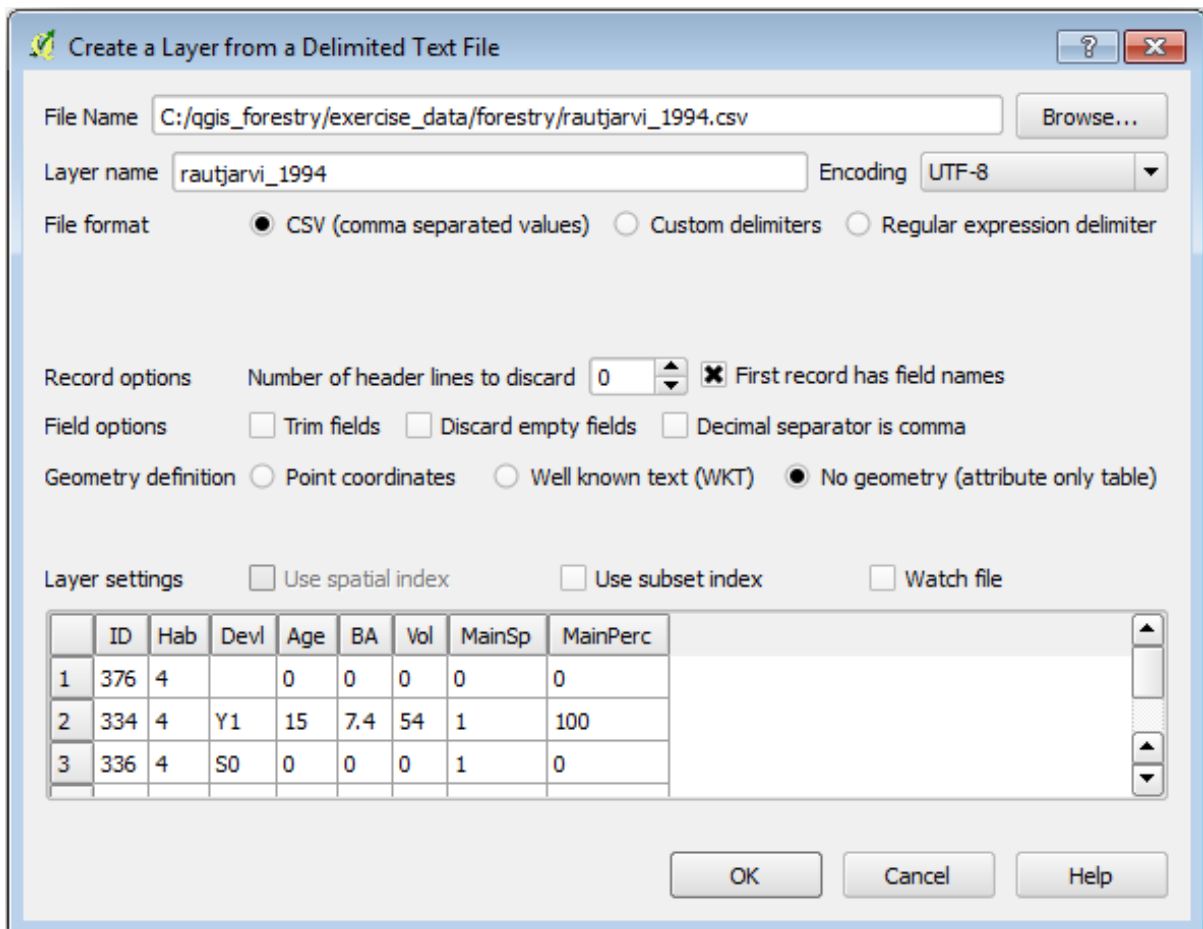 Create a Layer from a Delimited Text File
File Name C:/qgis_forestry/exercise_data/forestry/rautjarvi_1994.csv Browse...
Layer name rautjarvi_1994 Encoding UTF-8
File format CSV (comma separated values) Custom delimiters Regular expression delimiter
Record options Number of header lines to discard 0 First record has field names
Field options Trim fields Discard empty fields Decimal separator is comma
Geometry definition Point coordinates Well known text (WKT) No geometry (attribute only table)
Layer settings Use spatial index Use subset index Watch file
ID Hab Devl Age BA Vol MainSp MainPerc
1 376 4 0 0 0 0 0
2 334 4 Y1 15 7.4 54 1 100
3 336 4 S0 0 0 0 1 0
OK Cancel Help